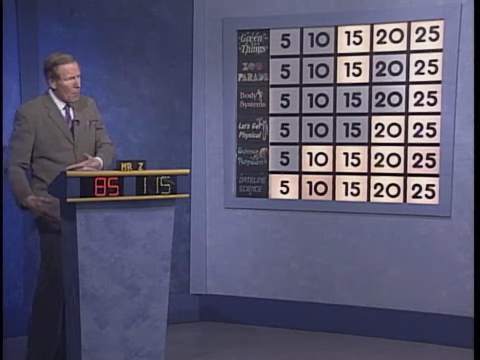 Green Things 5 10 15 20 25
ZOO PARADE 5 10 15 20 25
Body Systems 5 10 15 20 25
Let's Get Physical 5 10 15 20 25
5 10 15 20 25
DATELINE SCIENCE 5 10 15 20 25
MR Z
85 115